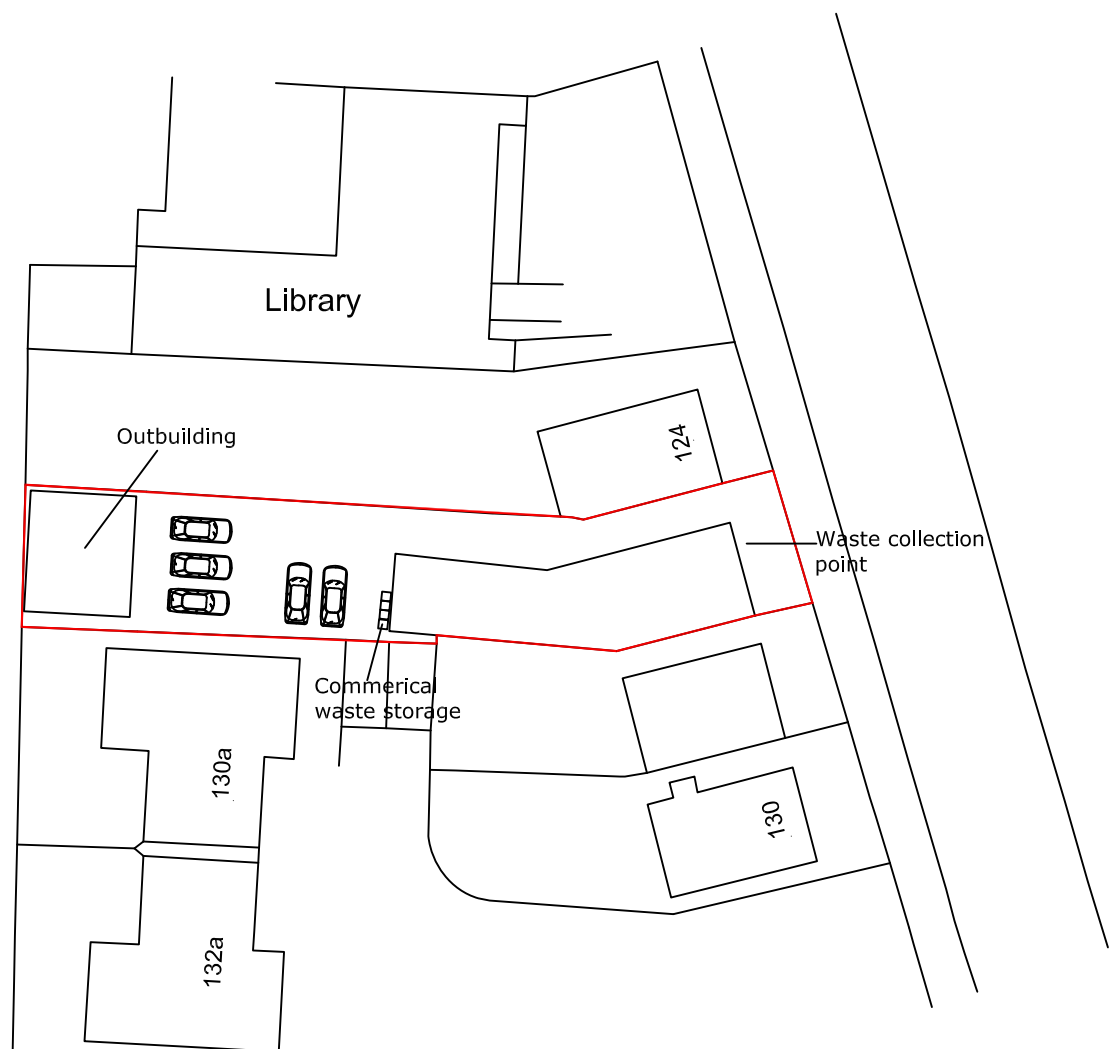 Library
124
Outbuilding
Waste collection
point
Commerical
waste storage
130a
130
132a